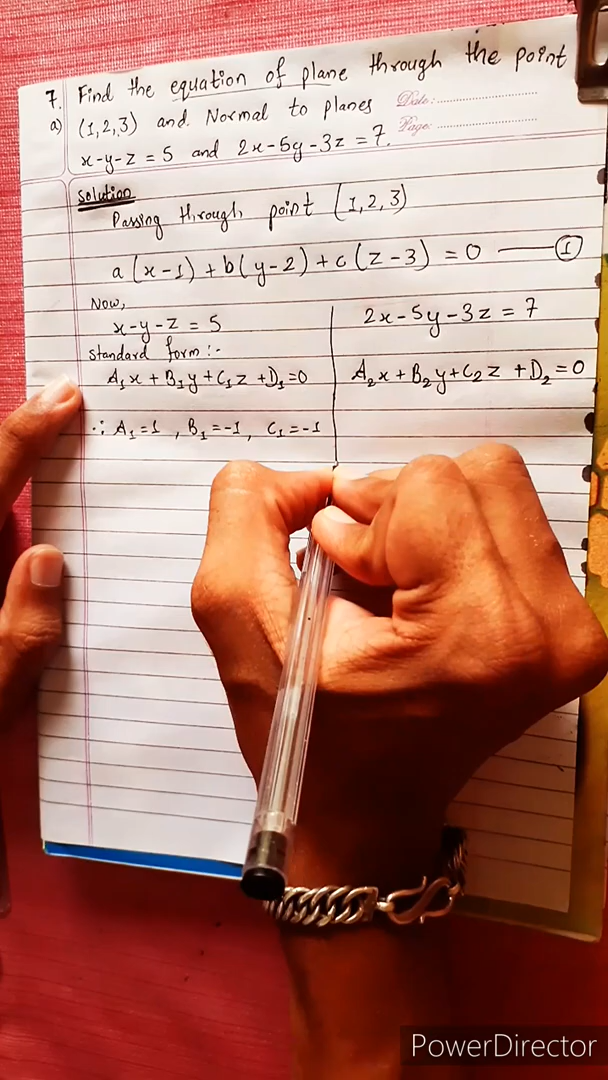 7. Find the equation of plane through the point
a) (1,2,3) and Normal to planes
Date:
Page:
x-y-z = 5 and 2x-5y-3z = 7.
Solution
Passing through point (1,2,3)
a(x-1) + b(y-2) + c(z-3) = 0 —— ①
Now,
x-y-z = 5
2x-5y-3z = 7
Standard form:-
A₁x + B₁y + C₁z + D₁=0
A₂x + B₂y + C₂z + D₂ = 0
∴ A₁=1, B₁=-1, C₁=-1
PowerDirector